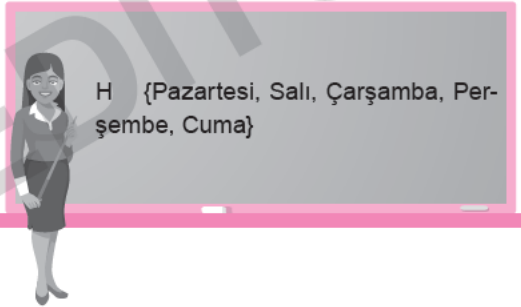 H {Pazartesi, Salı, Çarşamba, Per-
şembe, Cuma}